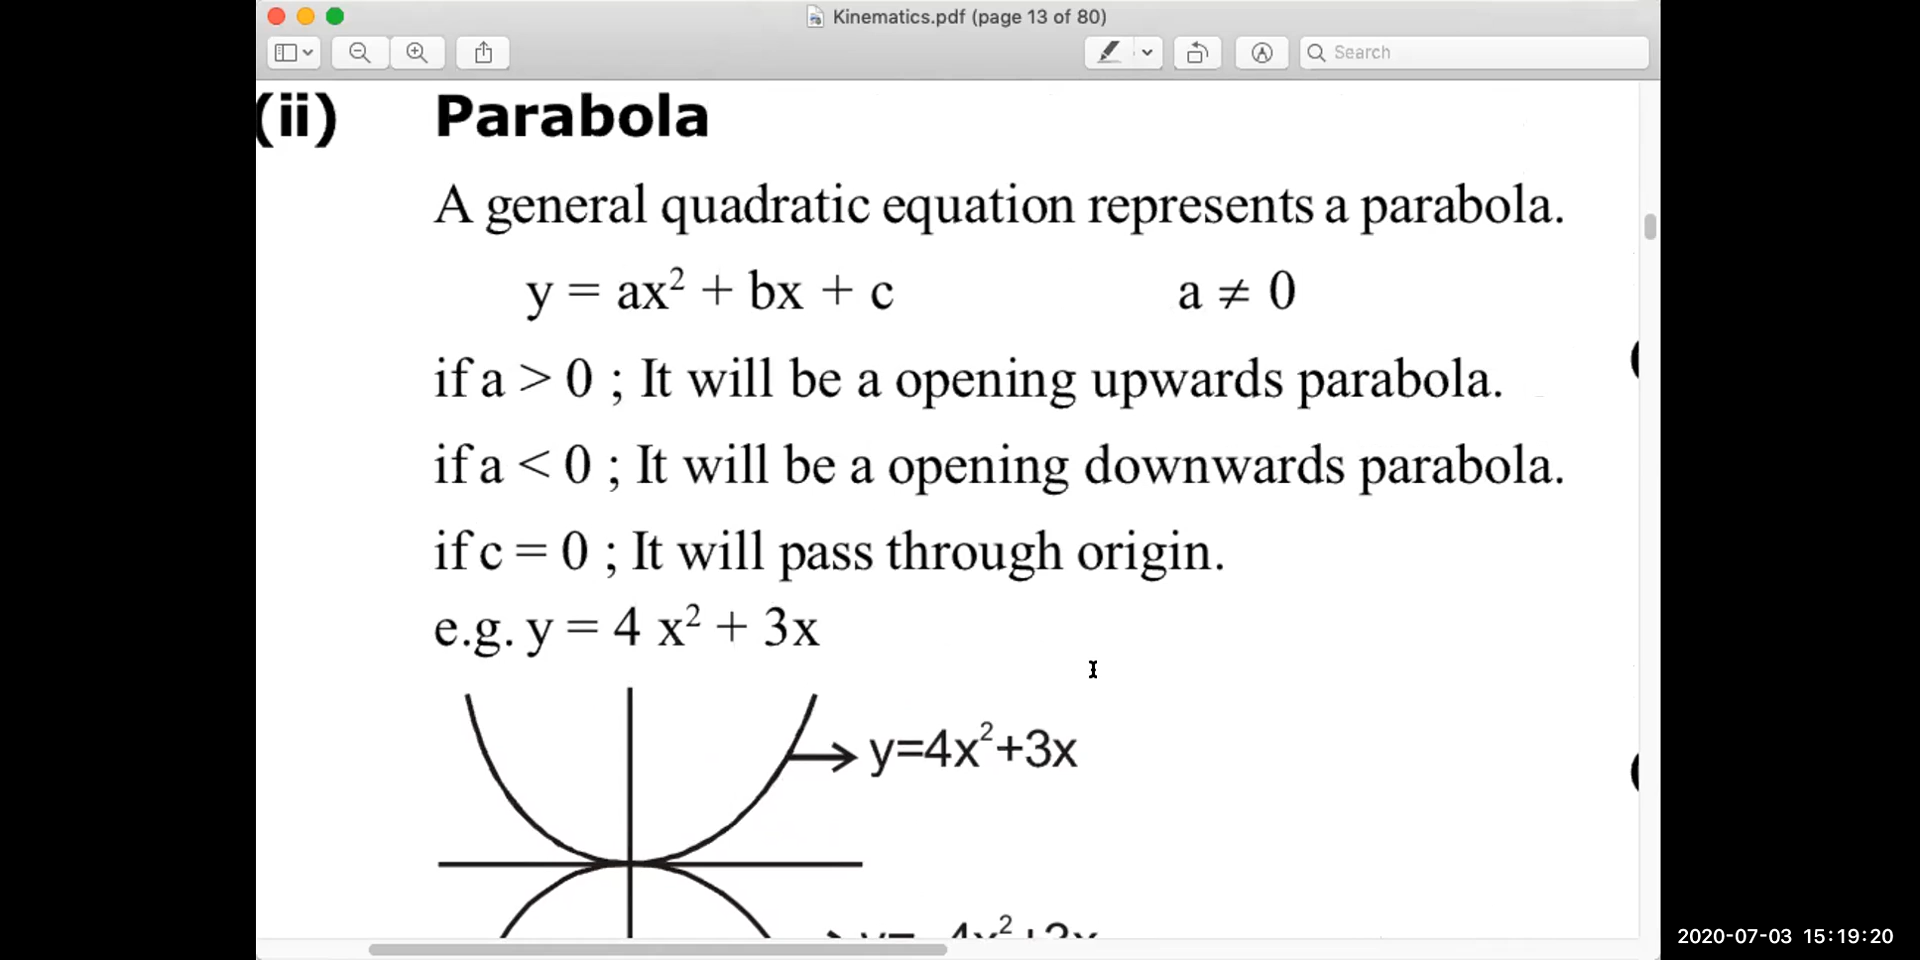 Kinematics.pdf (page 13 of 80)
Search
(ii) Parabola
A general quadratic equation represents a parabola.
y = ax² + bx + c a ≠ 0
if a > 0 ; It will be a opening upwards parabola.
if a < 0 ; It will be a opening downwards parabola.
if c = 0 ; It will pass through origin.
e.g. y = 4 x² + 3x
y=4x²+3x
2020-07-03 15:19:20